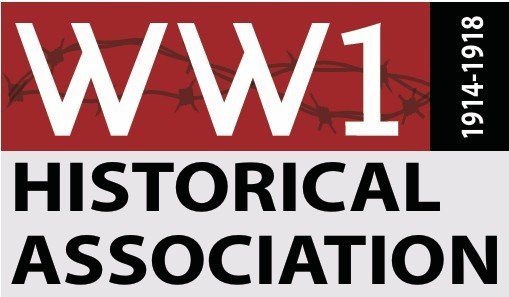 WW1
1914-1918
HISTORICAL
ASSOCIATION